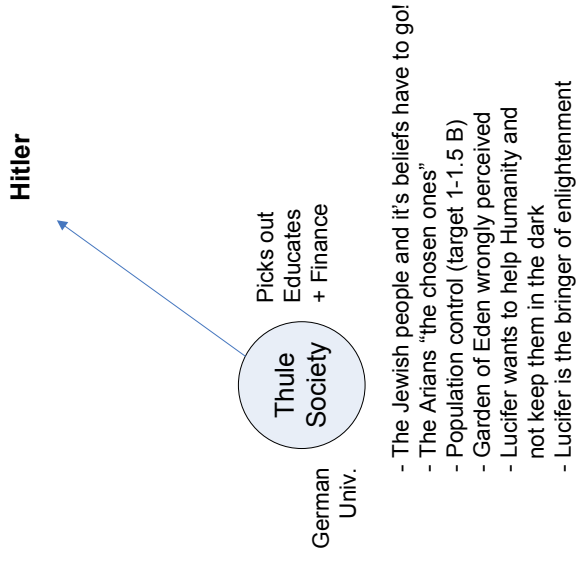 Hitler
Picks out
Educates
+ Finance
Thule
Society
German
Univ.
- The Jewish people and it's beliefs have to go!
- The Arians “the chosen ones”
- Population control (target 1-1.5 B)
- Garden of Eden wrongly perceived
- Lucifer wants to help Humanity and
not keep them in the dark
- Lucifer is the bringer of enlightenment